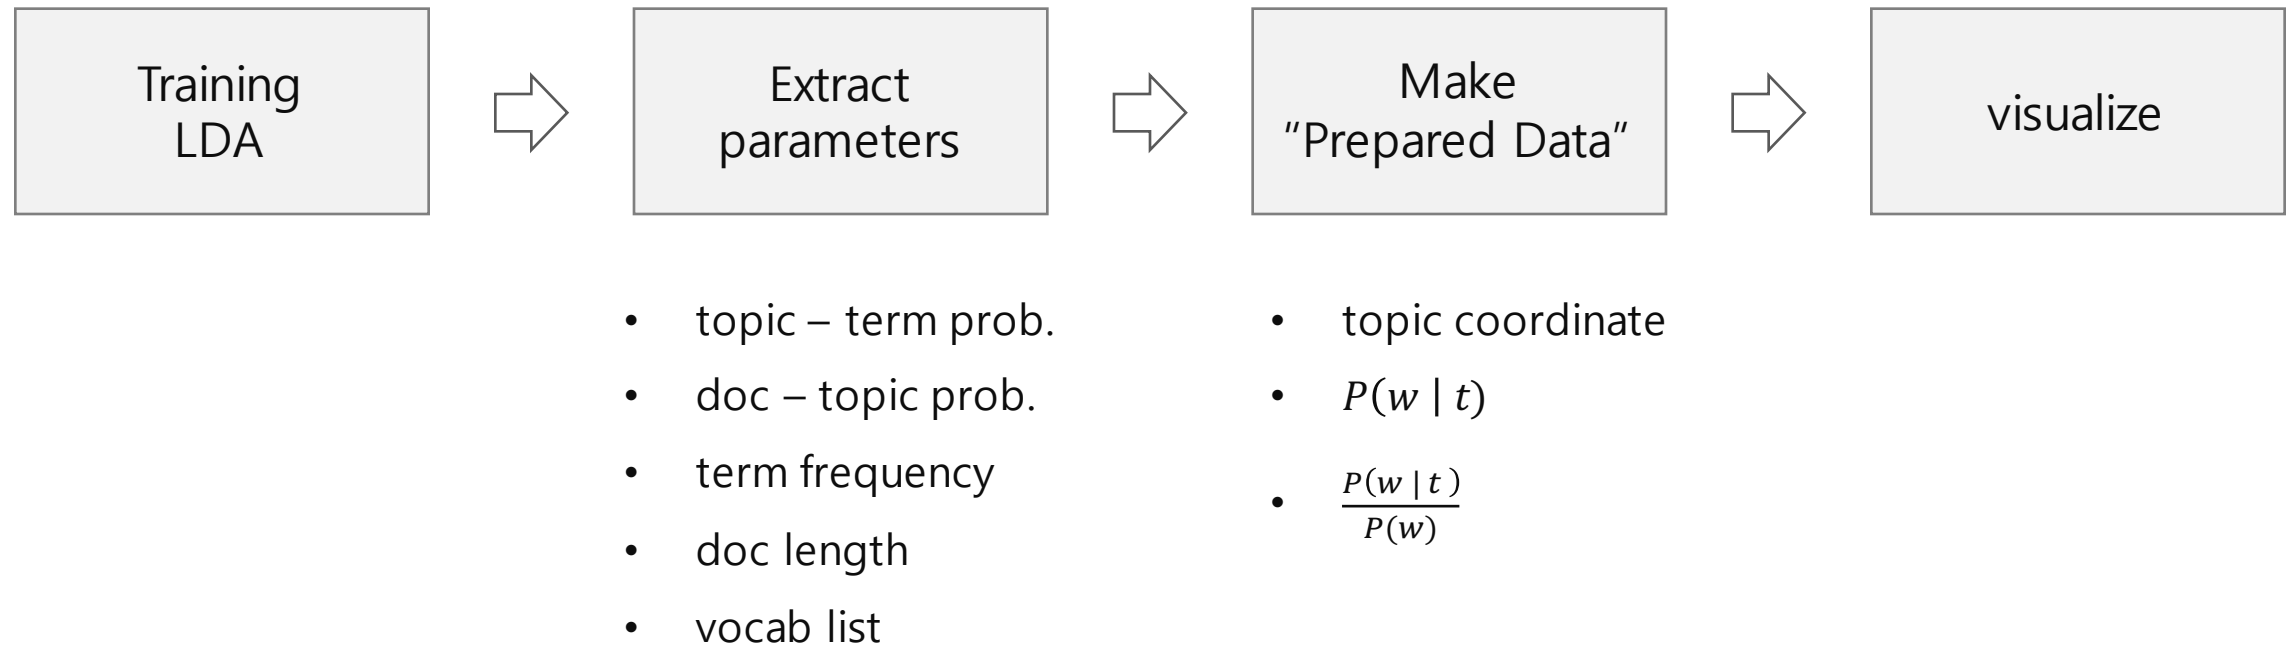 Training
LDA
Extract
parameters
Make
"Prepared Data"
visualize
• topic – term prob.
• doc – topic prob.
• term frequency
• doc length
• vocab list
• topic coordinate
• P(w | t)
• P(w | t)
P(w)